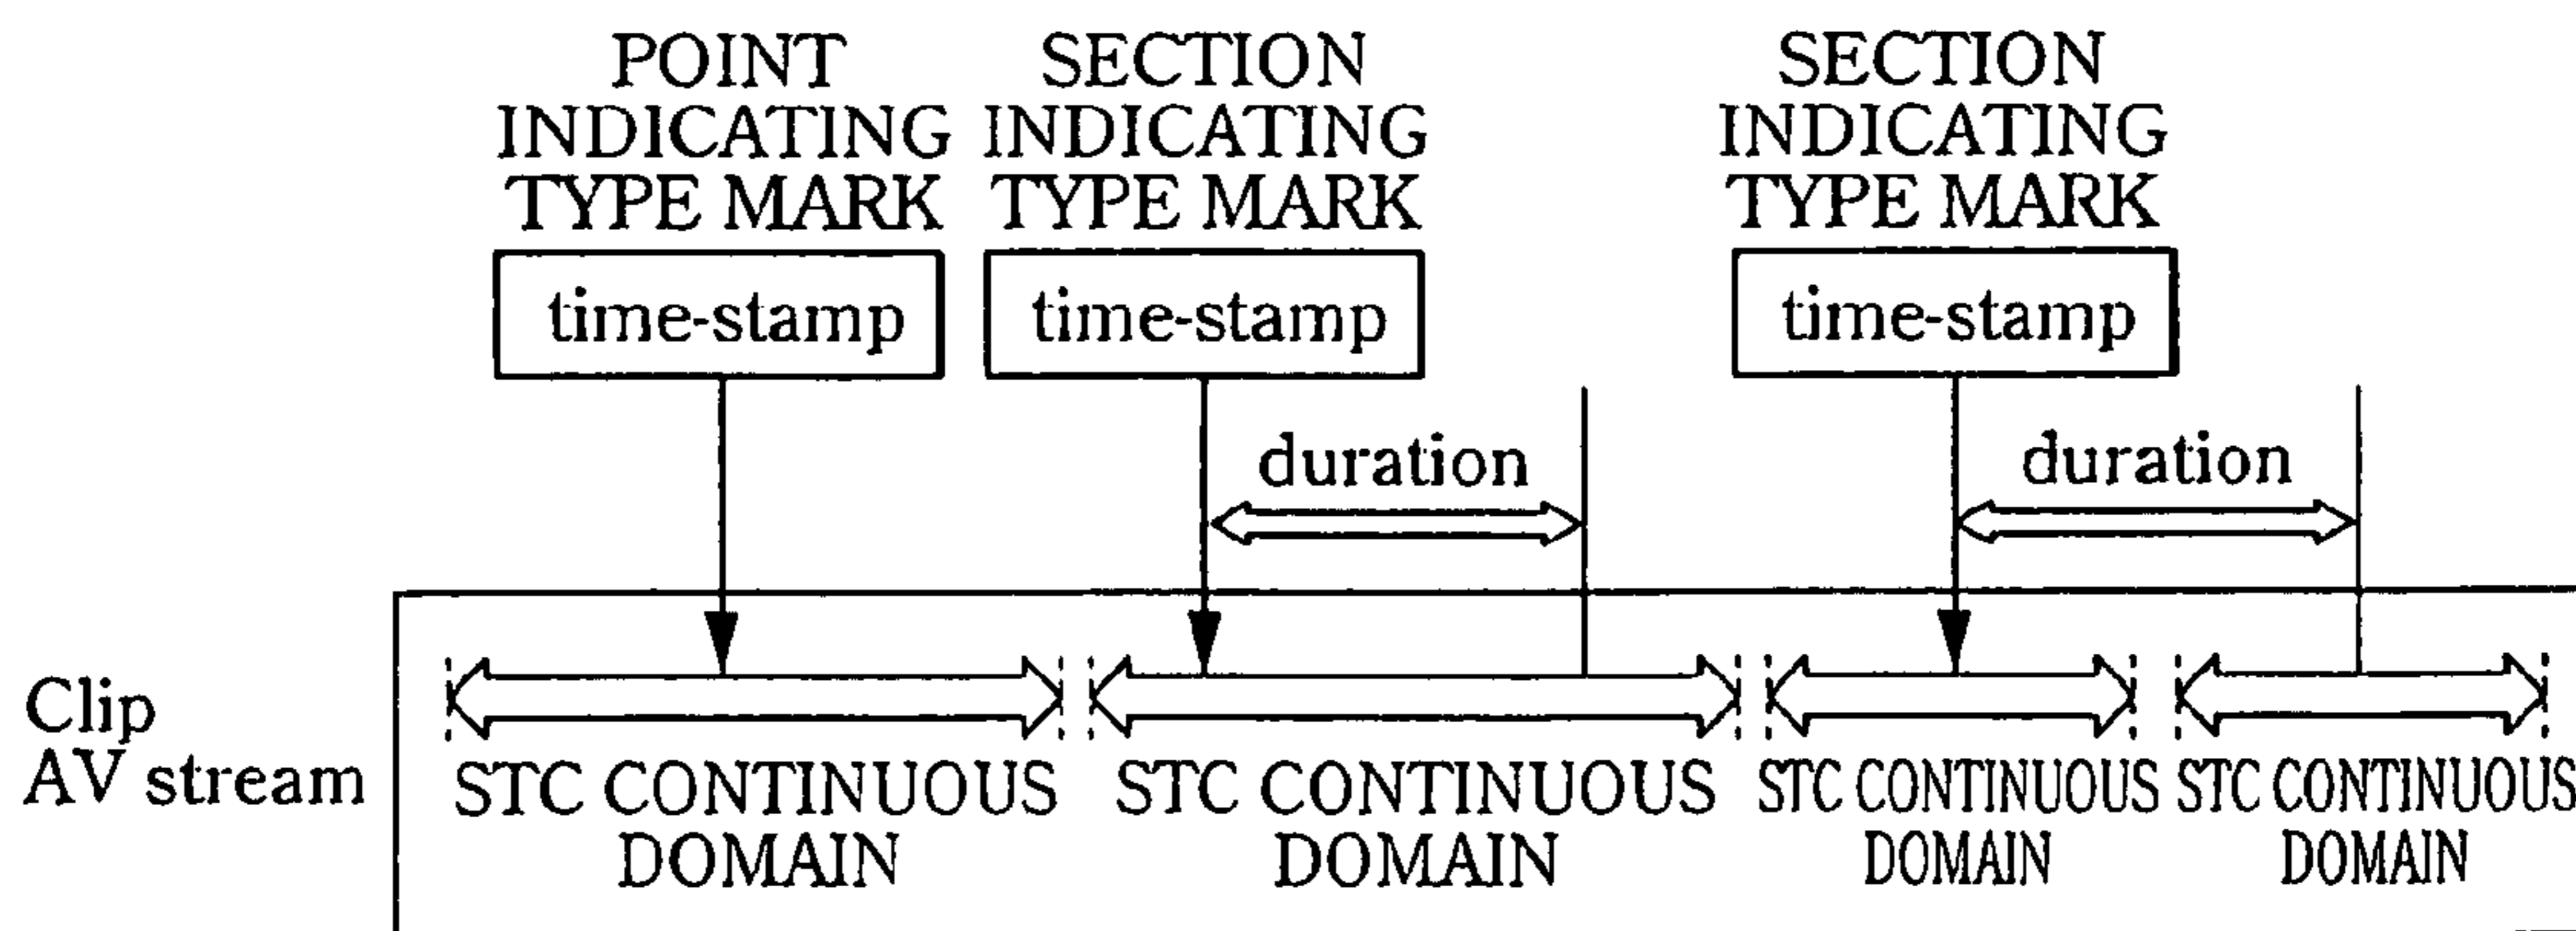 POINT
INDICATING
TYPE MARK
SECTION
INDICATING
TYPE MARK
SECTION
INDICATING
TYPE MARK
time-stamp
time-stamp
time-stamp
duration
duration
Clip
AV stream
STC CONTINUOUS
DOMAIN
STC CONTINUOUS
DOMAIN
STC CONTINUOUS
DOMAIN
STC CONTINUOUS
DOMAIN